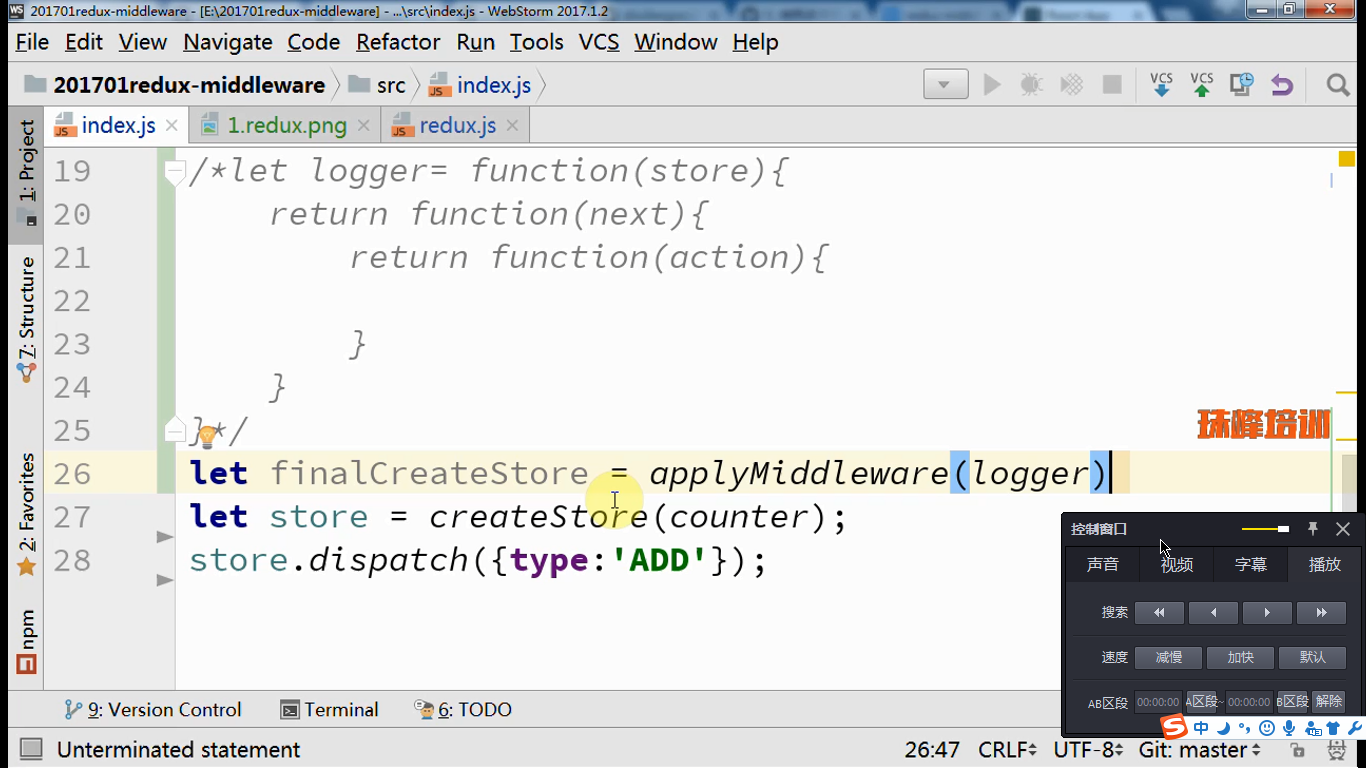 WS 201701redux-middleware - [E:\201701redux-middleware] - ...\src\index.js - WebStorm 2017.1.2
File Edit View Navigate Code Refactor Run Tools VCS Window Help
201701redux-middleware src index.js VCS VCS
index.js 1.redux.png redux.js
1: Project
7: Structure
2: Favorites
npm
19 /*let logger= function(store){
20 return function(next){
21 return function(action){
22
23 }
24 }
25 }*/
26 let finalCreateStore = applyMiddleware(logger)
27 let store = createStore(counter);
28 store.dispatch({type:'ADD'});
珠峰培训
控制窗口
声音 视频 字幕 播放
搜索
速度 减慢 加快 默认
AB区段 00:00:00 A区段~ 00:00:00 B区段 解除
S 中
9: Version Control Terminal 6: TODO
Unterminated statement 26:47 CRLF UTF-8 Git: master